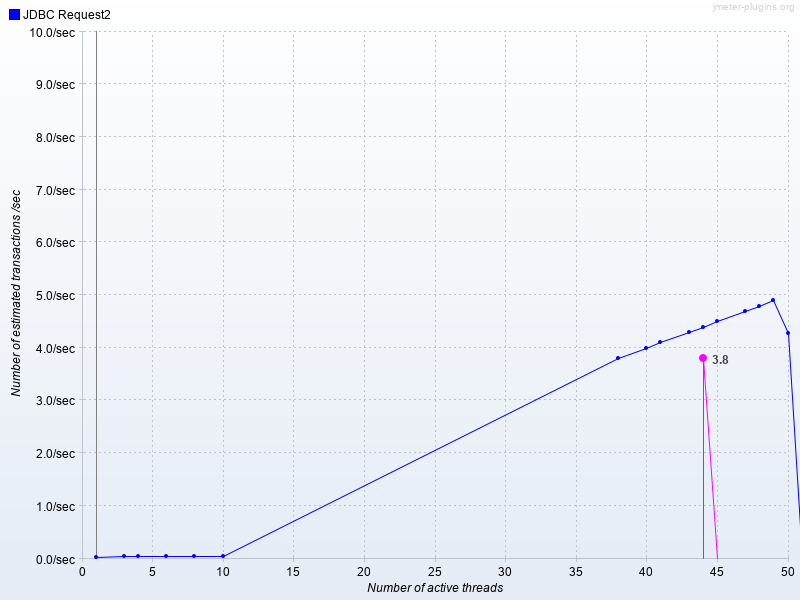 jmeter-plugins.org
JDBC Request2
10.0/sec
9.0/sec
8.0/sec
7.0/sec
6.0/sec
5.0/sec
4.0/sec
3.0/sec
2.0/sec
1.0/sec
0.0/sec
Number of estimated transactions /sec
3.8
0 5 10 15 20 25 30 35 40 45 50
Number of active threads